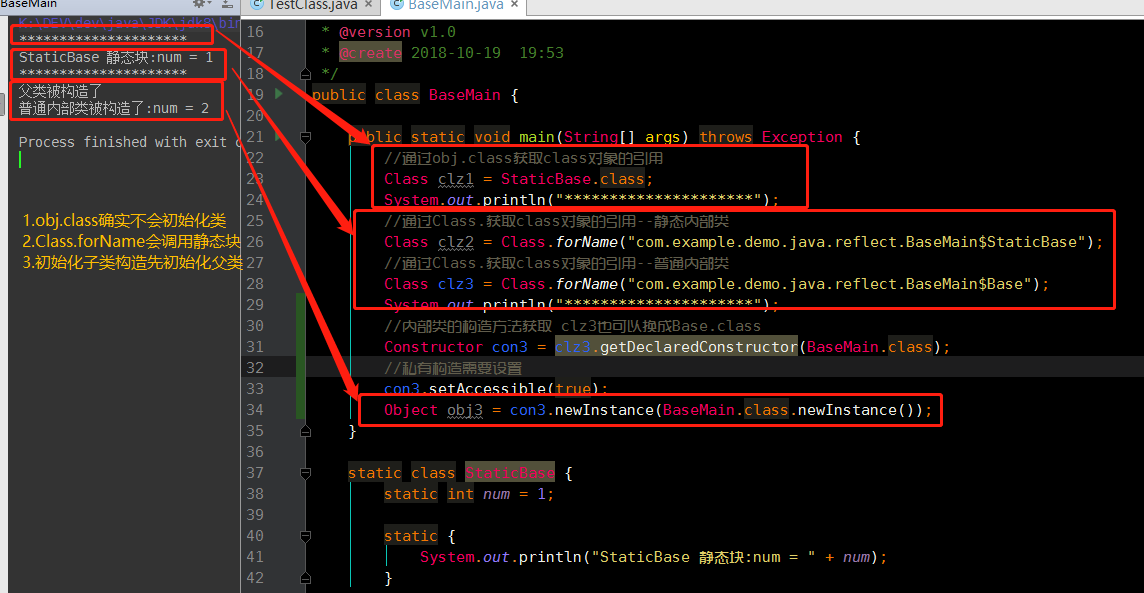 BaseMain
TestClass.java
BaseMain.java
K:\DEV\dev\java\JDK\jdk8\bin
*********************
StaticBase 静态块:num = 1
*********************
父类被构造了
普通内部类被构造了:num = 2
Process finished with exit c
1.obj.class确实不会初始化类
2.Class.forName会调用静态块
3.初始化子类构造先初始化父类
16 * @version v1.0
17 * @create 2018-10-19 19:53
18 */
19 public class BaseMain {
20
21 public static void main(String[] args) throws Exception {
22 //通过obj.class获取class对象的引用
23 Class clz1 = StaticBase.class;
24 System.out.println("*********************");
25 //通过Class.获取class对象的引用--静态内部类
26 Class clz2 = Class.forName("com.example.demo.java.reflect.BaseMain$StaticBase");
27 //通过Class.获取class对象的引用--普通内部类
28 Class clz3 = Class.forName("com.example.demo.java.reflect.BaseMain$Base");
29 System.out.println("*********************");
30 //内部类的构造方法获取 clz3也可以换成Base.class
31 Constructor con3 = clz3.getDeclaredConstructor(BaseMain.class);
32 //私有构造需要设置
33 con3.setAccessible(true);
34 Object obj3 = con3.newInstance(BaseMain.class.newInstance());
35 }
36
37 static class StaticBase {
38 static int num = 1;
39
40 static {
41 System.out.println("StaticBase 静态块:num = " + num);
42 }